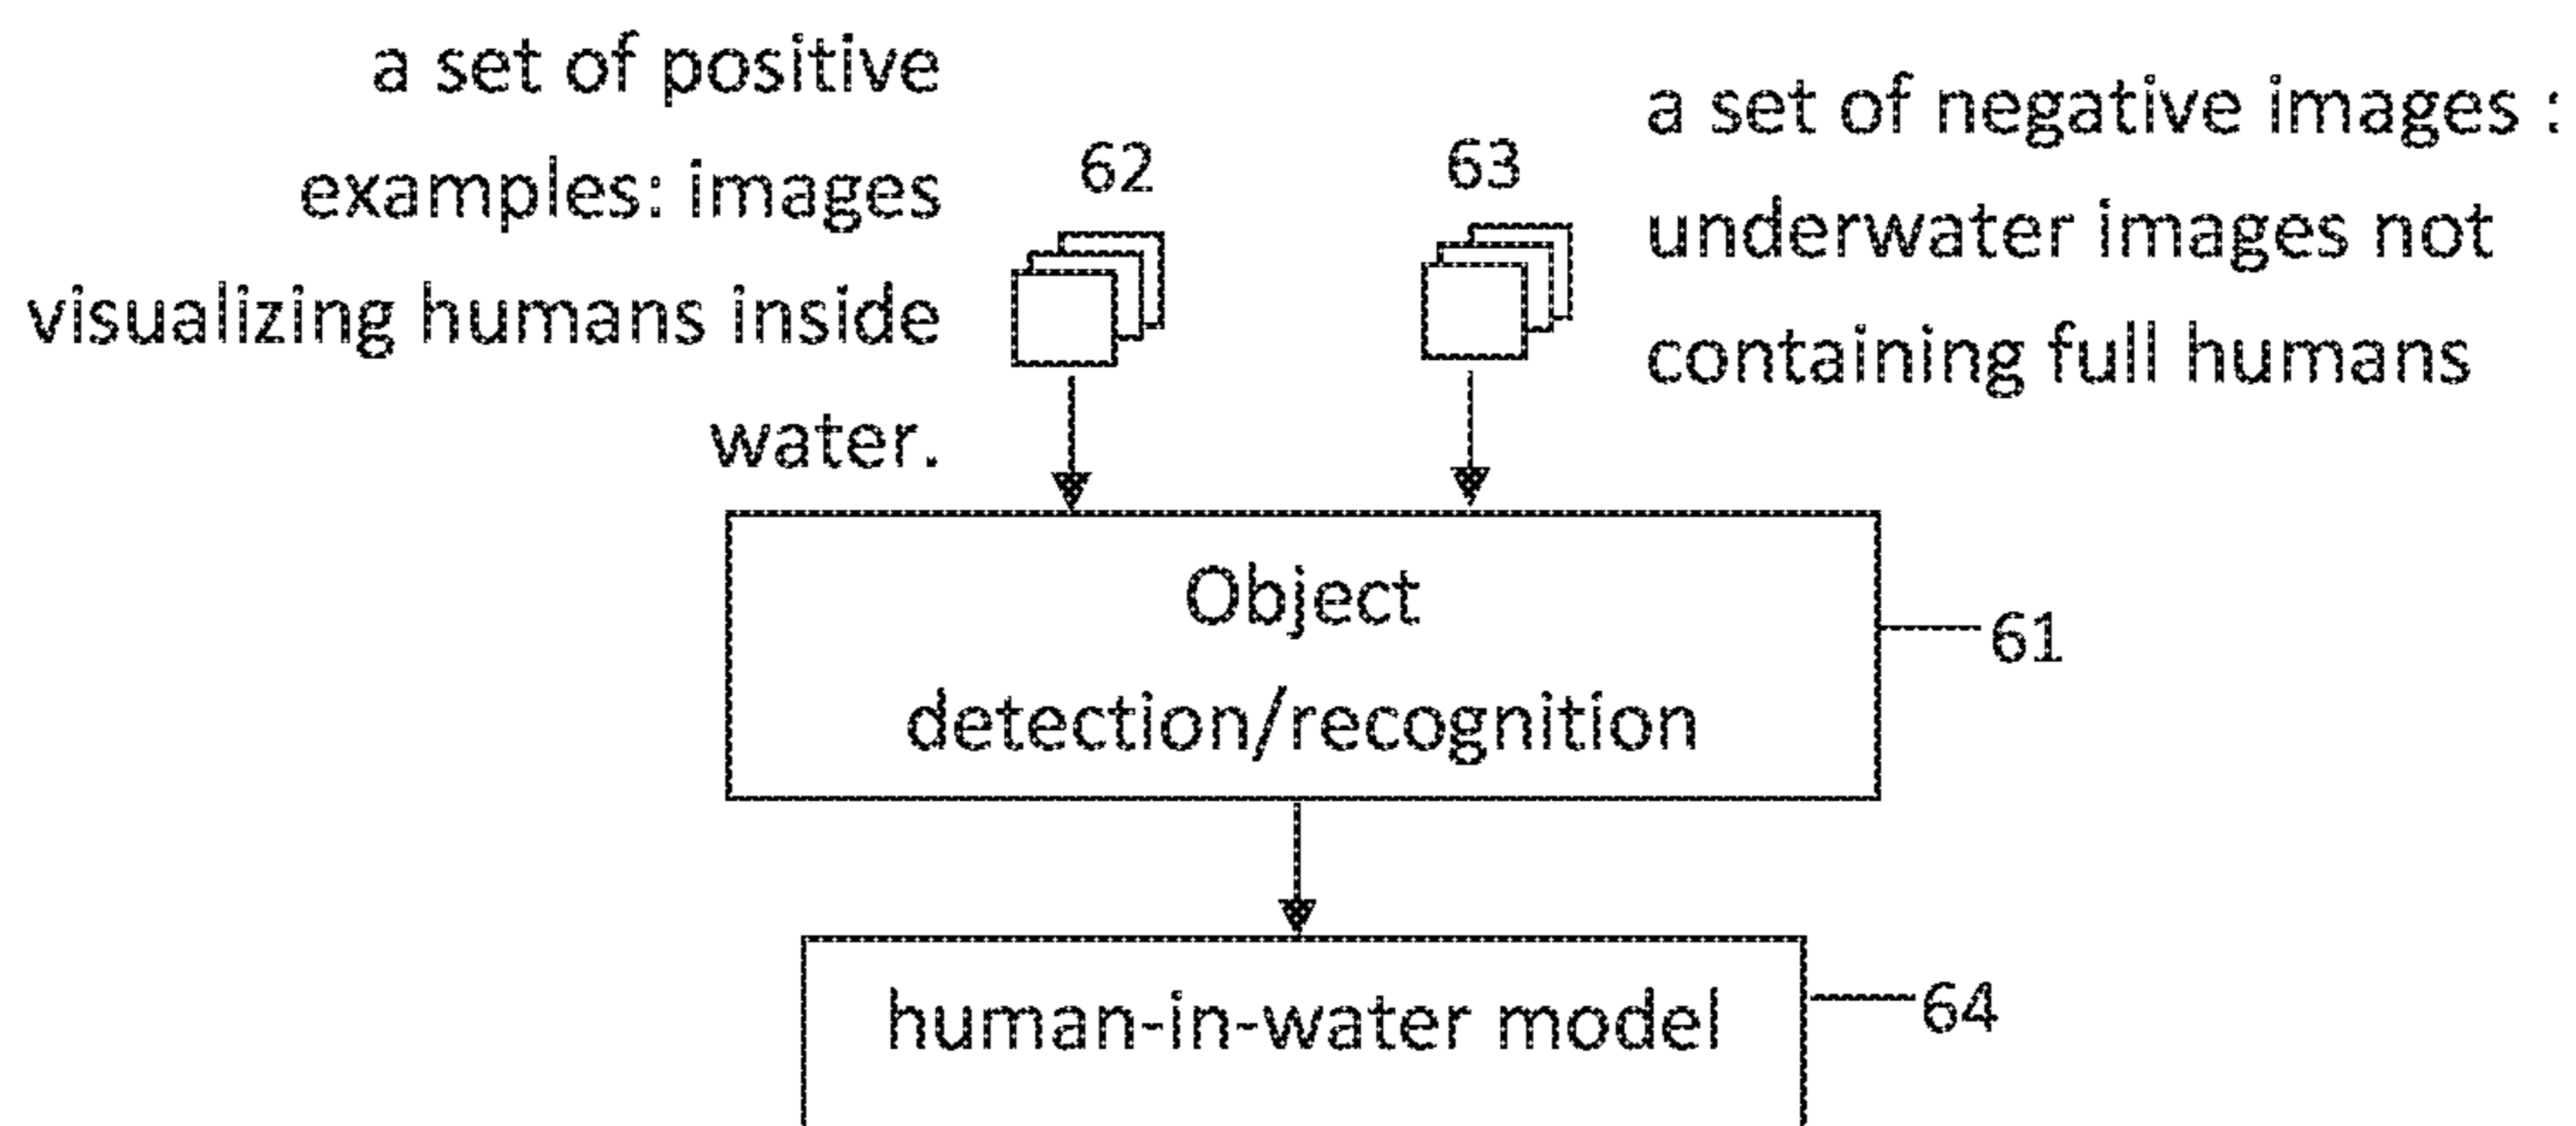 a set of positive
examples: images
visualizing humans inside
water.
62
63
a set of negative images :
underwater images not
containing full humans
Object
detection/recognition
61
human-in-water model
64